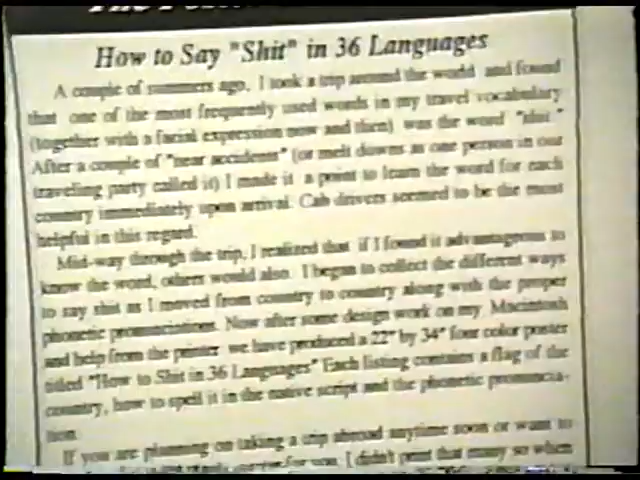 How to Say "Shit" in 36 Languages
A couple of summers ago, I took a trip around the world and found
that one of the most frequently used words in my travel vocabulary
(together with a facial expression now and then) was the word "shit."
After a couple of "near accidents" (or melt downs as one person in our
traveling party called it) I made it a point to learn the word for each
country immediately upon arrival. Cab drivers seemed to be the most
helpful in this regard.
Mid-way through the trip, I realized that if I found it advantageous to
know the word, others would also. I began to collect the different ways
to say shit as I moved from country to country along with the proper
phonetic pronunciations. Now after some design work on my Macintosh
and help from the printer we have produced a 22" by 34" four color poster
titled "How to Shit in 36 Languages" Each listing contains a flag of the
country, how to spell it in the native script and the phonetic pronuncia-
tion.
If you are planning on taking a trip abroad anytime soon or want to
for you. I didn't print that many so when